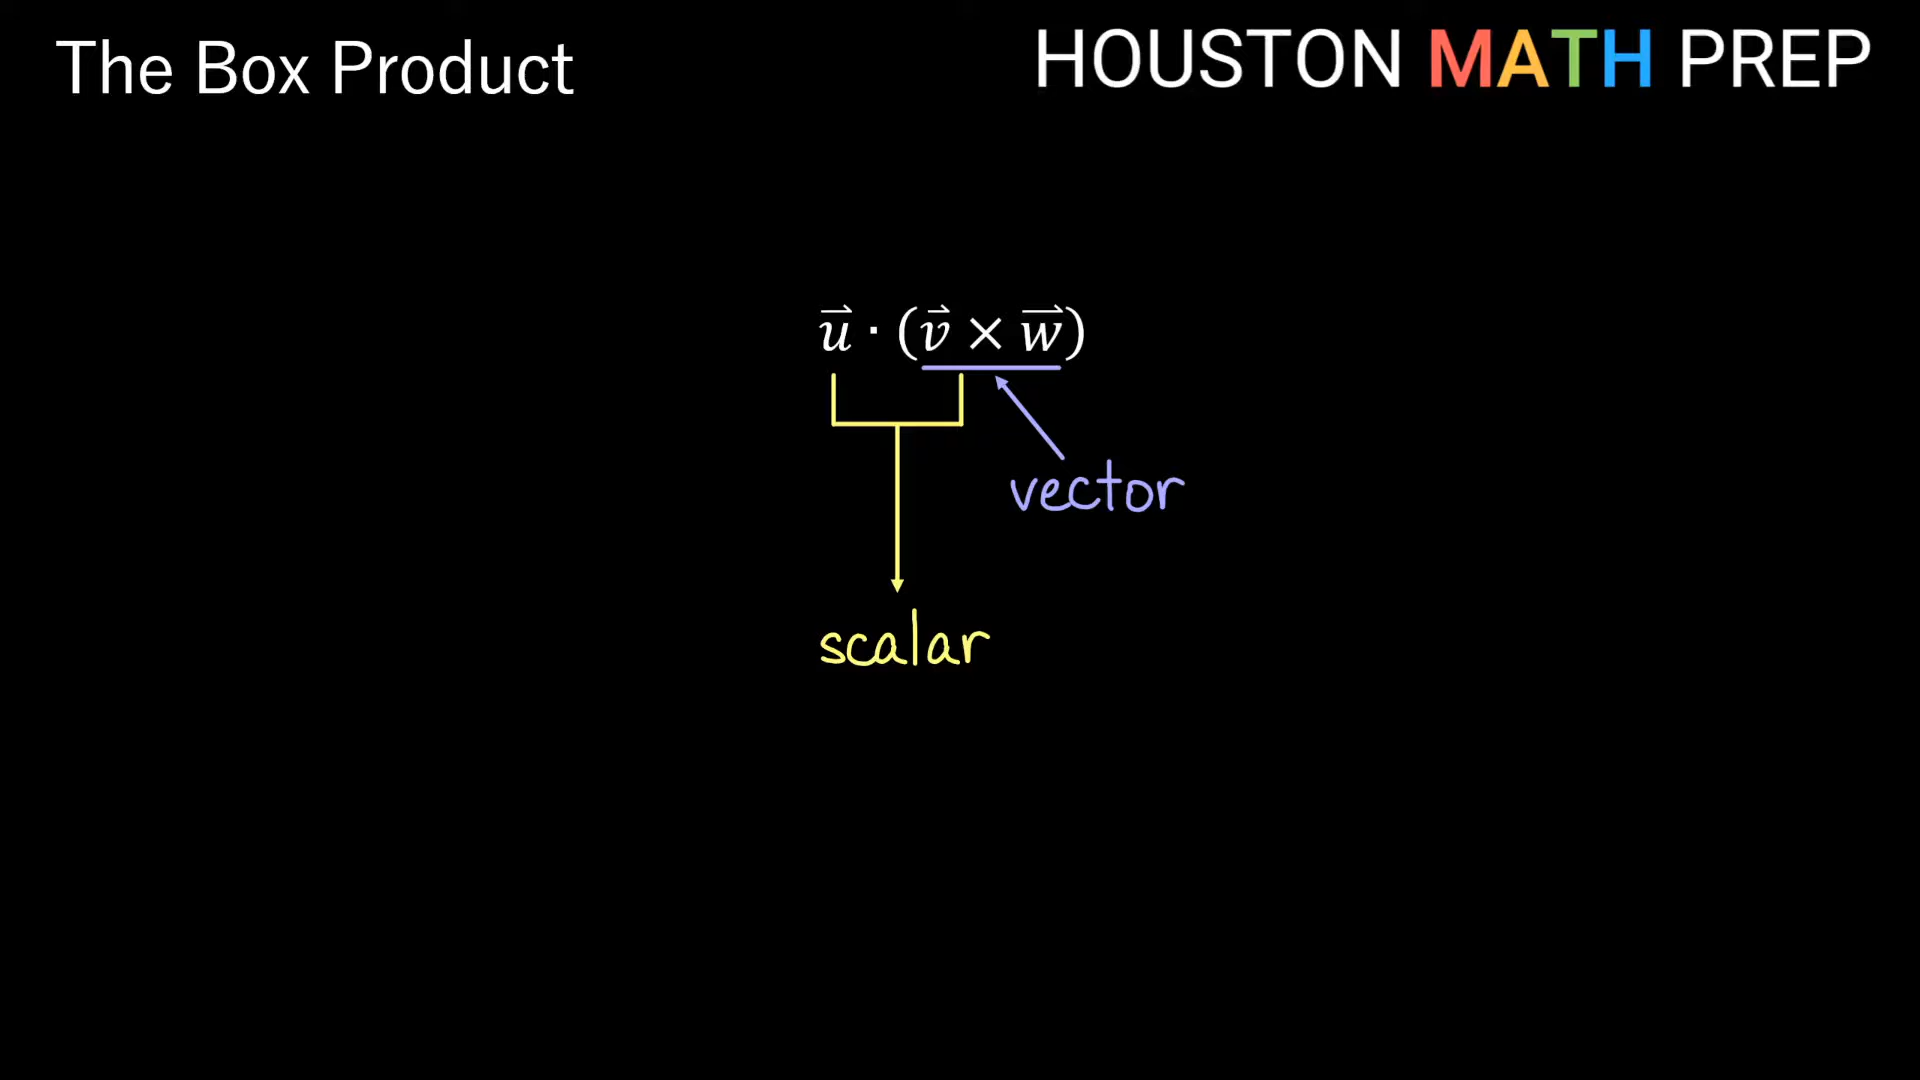 The Box Product
HOUSTON MATH PREP
u⃗ · (v⃗ × w⃗)
vector
scalar